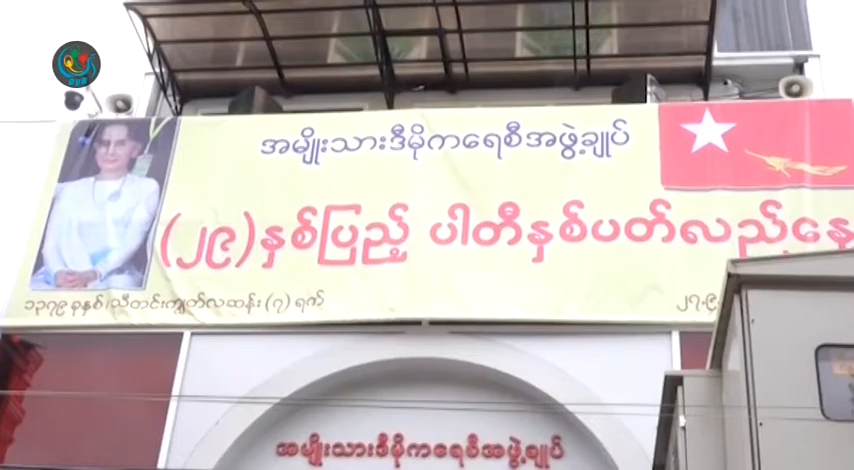 အမျိုးသားဒီမိုကရေစီအဖွဲ့ချုပ်
(၂၉)နှစ်ပြည့် ပါတီနှစ်ပတ်လည်နေ
၁၃၇၉ ခုနှစ်၊ သီတင်းကျွတ်လဆန်း (၇) ရက်
၂၇.၉.
အမျိုးသားဒီမိုကရေစီအဖွဲ့ချုပ်